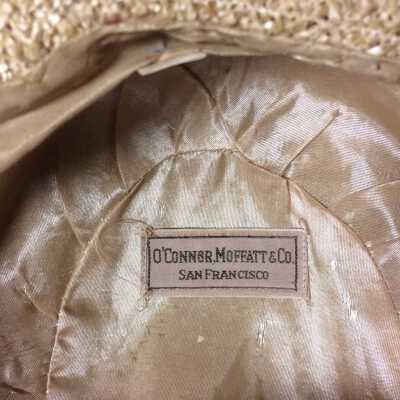 O'CONNOR, MOFFATT & CO.
SAN FRANCISCO